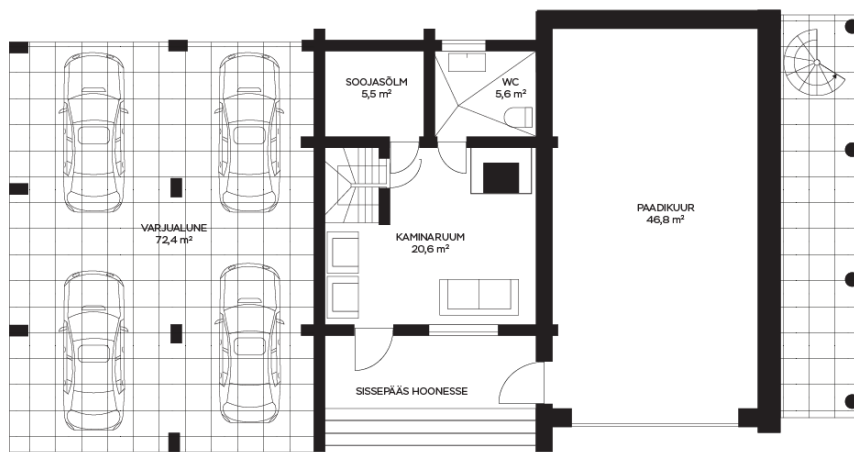 SOOJASÕLM
5,5 m²
WC
5,6 m²
PAADIKUUR
46,8 m²
VARJUALUNE
72,4 m²
KAMINARUUM
20,6 m²
SISSEPÄÄS HOONESSE